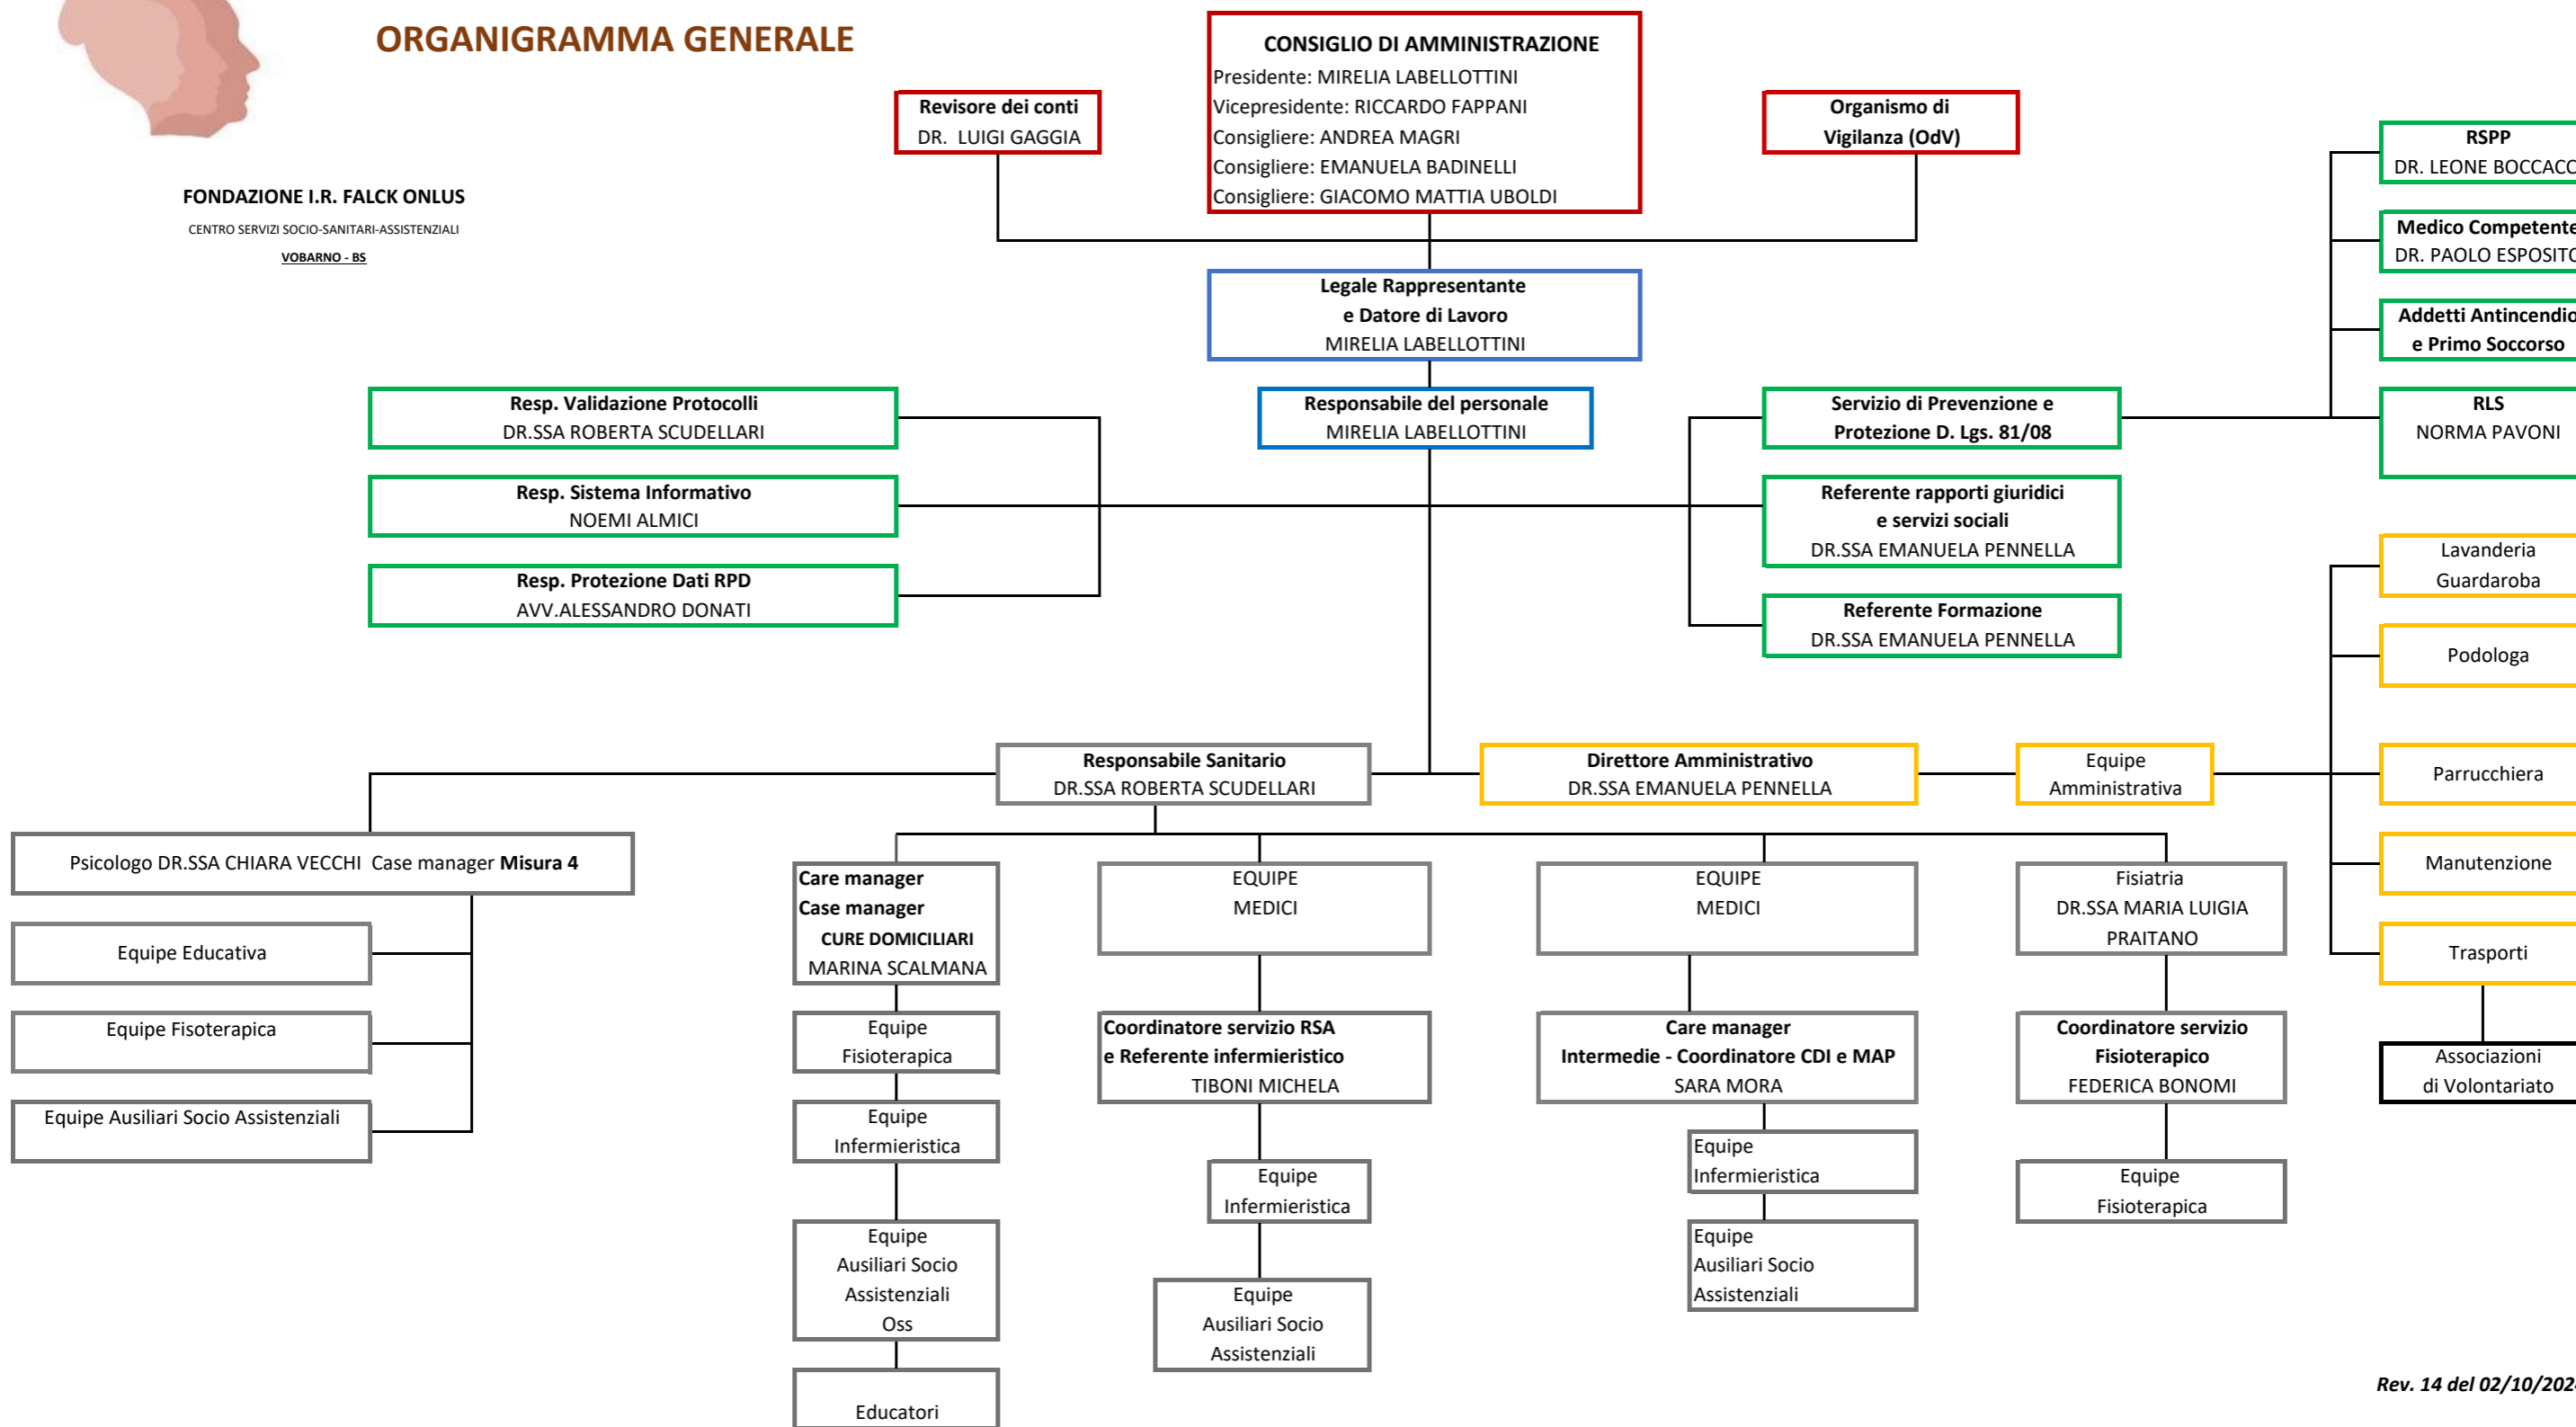 ORGANIGRAMMA GENERALE
FONDAZIONE I.R. FALCK ONLUS
CENTRO SERVIZI SOCIO-SANITARI-ASSISTENZIALI
VOBARNO - BS
CONSIGLIO DI AMMINISTRAZIONE
Presidente: MIRELIA LABELLOTTINI
Vicepresidente: RICCARDO FAPPANI
Consigliere: ANDREA MAGRI
Consigliere: EMANUELA BADINELLI
Consigliere: GIACOMO MATTIA UBOLDI
Revisore dei conti
DR. LUIGI GAGGIA
Organismo di
Vigilanza (OdV)
RSPP
DR. LEONE
Medico Competente
DR. PAOLO ESPOSITO
Addetti Antincendio
e Primo Soccorso
RLS
NORMA PAVONI
Legale Rappresentante
e Datore di Lavoro
MIRELIA LABELLOTTINI
Responsabile del personale
MIRELIA LABELLOTTINI
Resp. Validazione Protocolli
DR.SSA ROBERTA SCUDELLARI
Resp. Sistema Informativo
NOEMI ALMICI
Resp. Protezione Dati RPD
AVV.ALESSANDRO DONATI
Servizio di Prevenzione e
Protezione D. Lgs. 81/08
Referente rapporti giuridici
e servizi sociali
DR.SSA EMANUELA PENNELLA
Referente Formazione
DR.SSA EMANUELA PENNELLA
Lavanderia
Guardaroba
Podologa
Parrucchiera
Manutenzione
Trasporti
Associazioni
di Volontariato
Responsabile Sanitario
DR.SSA ROBERTA SCUDELLARI
Direttore Amministrativo
DR.SSA EMANUELA PENNELLA
Equipe
Amministrativa
Psicologo DR.SSA CHIARA VECCHI Case manager Misura 4
Equipe Educativa
Equipe Fisoterapica
Equipe Ausiliari Socio Assistenziali
Care manager
Case manager
CURE DOMICILIARI
MARINA SCALMANA
Equipe
Fisioterapica
Equipe
Infermieristica
Equipe
Ausiliari Socio
Assistenziali
Oss
Educatori
EQUIPE
MEDICI
Coordinatore servizio RSA
e Referente infermieristico
TIBONI MICHELA
Equipe
Infermieristica
Equipe
Ausiliari Socio
Assistenziali
EQUIPE
MEDICI
Care manager
Intermedie - Coordinatore CDI e MAP
SARA MORA
Equipe
Infermieristica
Equipe
Ausiliari Socio
Assistenziali
Fisiatria
DR.SSA MARIA LUIGIA
PRAITANO
Coordinatore servizio
Fisioterapico
FEDERICA BONOMI
Equipe
Fisioterapica
Rev. 14 del